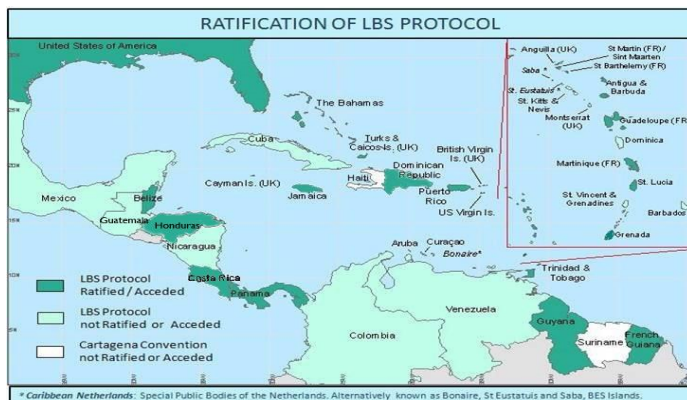 RATIFICATION OF LBS PROTOCOL
United States of America
Anguilla (UK)
St Martin (FR) /
Sint Maarten
St Barthelemy (FR)
Saba *
St. Eustatuis *
St. Kitts &
Nevis
Antigua &
Barbuda
Montserrat
(UK)
Guadeloupe (FR)
Dominica
Martinique (FR)
St. Lucia
St. Vincent &
Grenadines
Barbados
Grenada
The Bahamas
Cuba
Turks &
Caicos Is. (UK)
British Virgin
Is. (UK)
Dominican
Republic
Haiti
Cayman Is. (UK)
Jamaica
Puerto
Rico
US Virgin Is.
Mexico
Belize
Guatemala
Honduras
Nicaragua
Aruba
Curaçao
Bonaire*
Costa Rica
Panama
Trinidad &
Tobago
Venezuela
Colombia
Guyana
Suriname
French
Guiana
LBS Protocol
Ratified / Acceded
LBS Protocol
not Ratified or Acceded
Cartagena Convention
not Ratified or Acceded
* Caribbean Netherlands: Special Public Bodies of the Netherlands. Alternatively known as Bonaire, St Eustatuis and Saba, BES Islands.